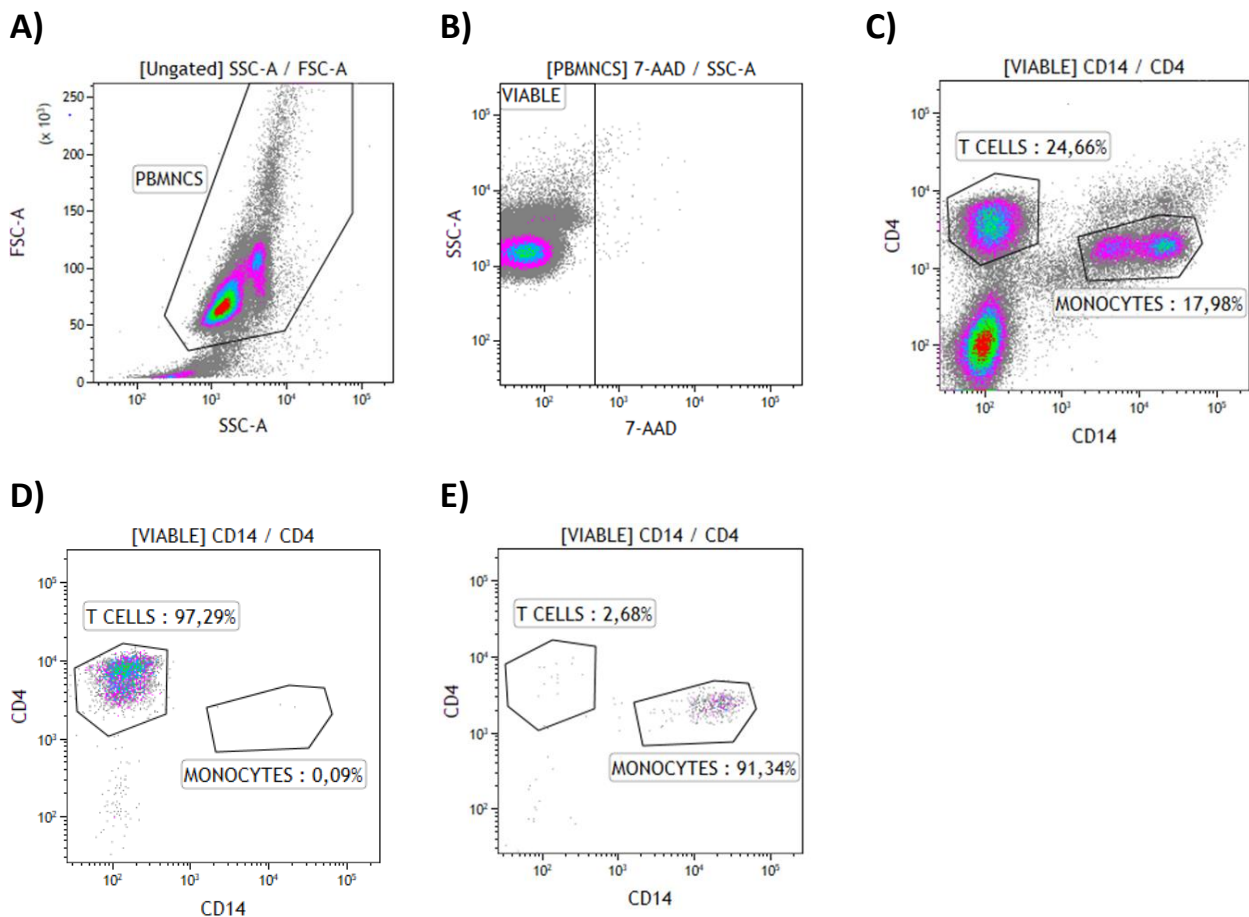 A)
[Ungated] SSC-A / FSC-A
(x 10³)
250
200
150
100
50
0
PBMNCS
FSC-A
10² 10³ 10⁴ 10⁵
SSC-A
B)
[PBMNCS] 7-AAD / SSC-A
VIABLE
10⁵
10⁴
10³
10²
SSC-A
10² 10³ 10⁴ 10⁵
7-AAD
C)
[VIABLE] CD14 / CD4
10⁵
10⁴
10³
10²
T CELLS : 24,66%
MONOCYTES : 17,98%
CD4
10² 10³ 10⁴ 10⁵
CD14
D)
[VIABLE] CD14 / CD4
10⁵
10⁴
10³
10²
T CELLS : 97,29%
MONOCYTES : 0,09%
CD4
10² 10³ 10⁴ 10⁵
CD14
E)
[VIABLE] CD14 / CD4
10⁵
10⁴
10³
10²
T CELLS : 2,68%
MONOCYTES : 91,34%
CD4
10² 10³ 10⁴ 10⁵
CD14